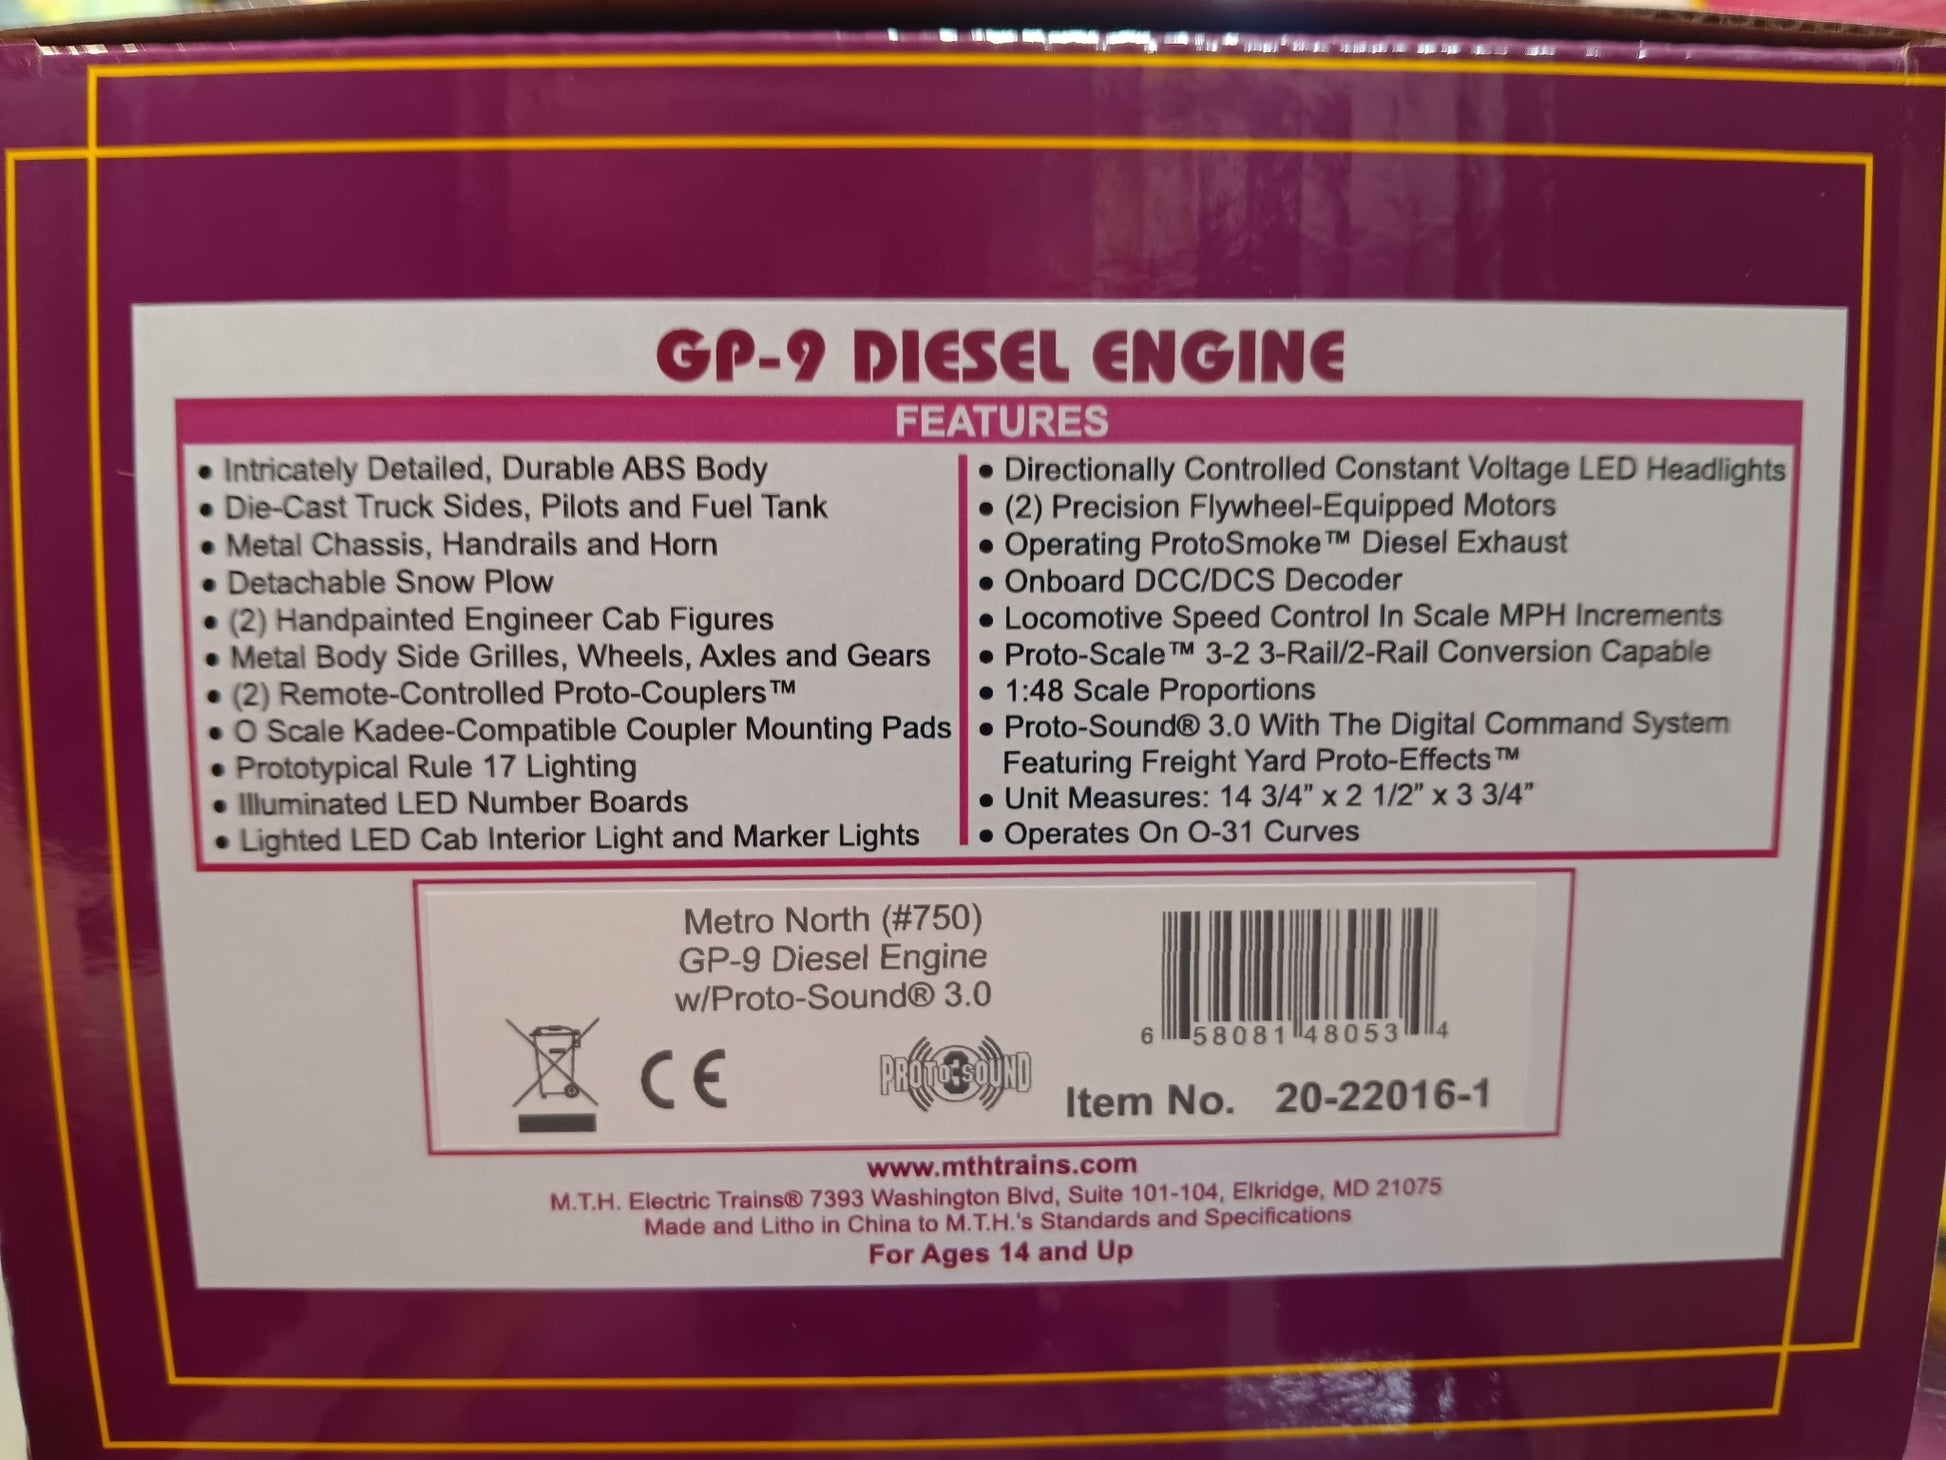 GP-9 DIESEL ENGINE
FEATURES
• Intricately Detailed, Durable ABS Body
• Die-Cast Truck Sides, Pilots and Fuel Tank
• Metal Chassis, Handrails and Horn
• Detachable Snow Plow
• (2) Handpainted Engineer Cab Figures
• Metal Body Side Grilles, Wheels, Axles and Gears
• (2) Remote-Controlled Proto-Couplers™
• O Scale Kadee-Compatible Coupler Mounting Pads
• Prototypical Rule 17 Lighting
• Illuminated LED Number Boards
• Lighted LED Cab Interior Light and Marker Lights
• Directionally Controlled Constant Voltage LED Headlights
• (2) Precision Flywheel-Equipped Motors
• Operating ProtoSmoke™ Diesel Exhaust
• Onboard DCC/DCS Decoder
• Locomotive Speed Control In Scale MPH Increments
• Proto-Scale™ 3-2 3-Rail/2-Rail Conversion Capable
• 1:48 Scale Proportions
• Proto-Sound® 3.0 With The Digital Command System
Featuring Freight Yard Proto-Effects™
• Unit Measures: 14 3/4” x 2 1/2” x 3 3/4”
• Operates On O-31 Curves
Metro North (#750)
GP-9 Diesel Engine
w/Proto-Sound® 3.0
6 58081 48053 4
CE
PROTO-SOUND 3
Item No. 20-22016-1
www.mthtrains.com
M.T.H. Electric Trains® 7393 Washington Blvd, Suite 101-104, Elkridge, MD 21075
Made and Litho in China to M.T.H.'s Standards and Specifications
For Ages 14 and Up